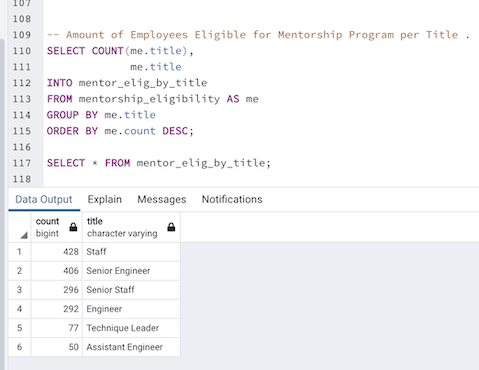 107
108
109 -- Amount of Employees Eligible for Mentorship Program per Title .
110 SELECT COUNT(me.title),
111 me.title
112 INTO mentor_elig_by_title
113 FROM mentorship_eligibility AS me
114 GROUP BY me.title
115 ORDER BY me.count DESC;
116
117 SELECT * FROM mentor_elig_by_title;
118
Data Output Explain Messages Notifications
count title
bigint character varying
1 428 Staff
2 406 Senior Engineer
3 296 Senior Staff
4 292 Engineer
5 77 Technique Leader
6 50 Assistant Engineer